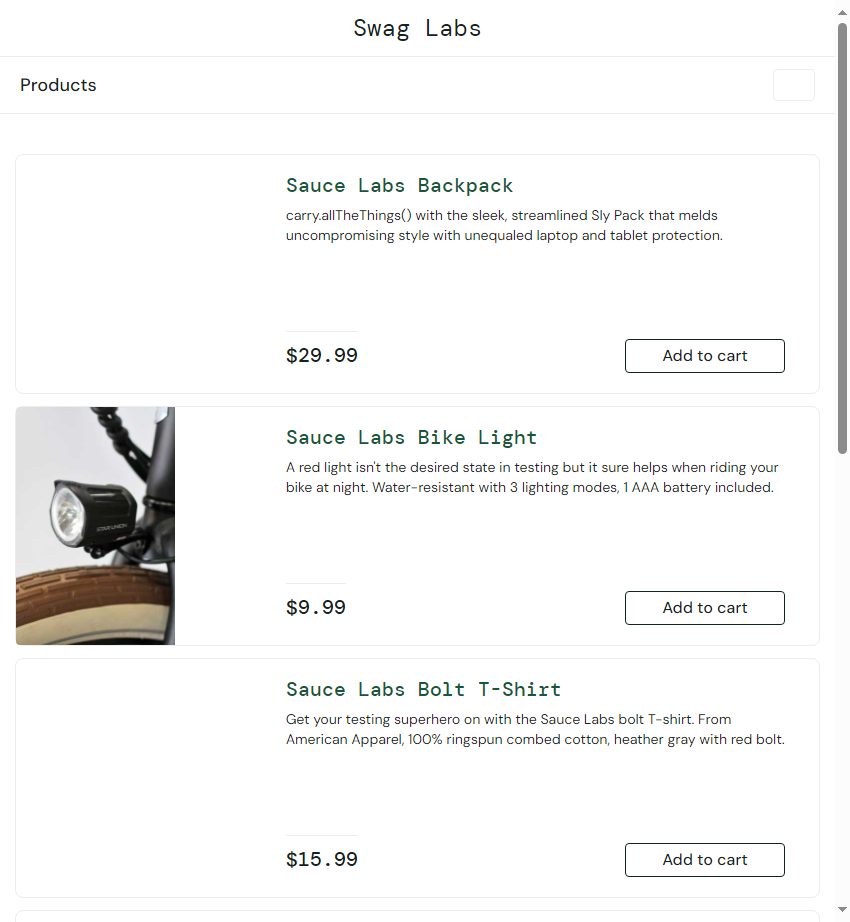 Swag Labs
Products
Sauce Labs Backpack
carry.allTheThings() with the sleek, streamlined Sly Pack that melds
uncompromising style with unequaled laptop and tablet protection.
$29.99
Add to cart
Sauce Labs Bike Light
A red light isn't the desired state in testing but it sure helps when riding your
bike at night. Water-resistant with 3 lighting modes, 1 AAA battery included.
$9.99
Add to cart
Sauce Labs Bolt T-Shirt
Get your testing superhero on with the Sauce Labs bolt T-shirt. From
American Apparel, 100% ringspun combed cotton, heather gray with red bolt.
$15.99
Add to cart